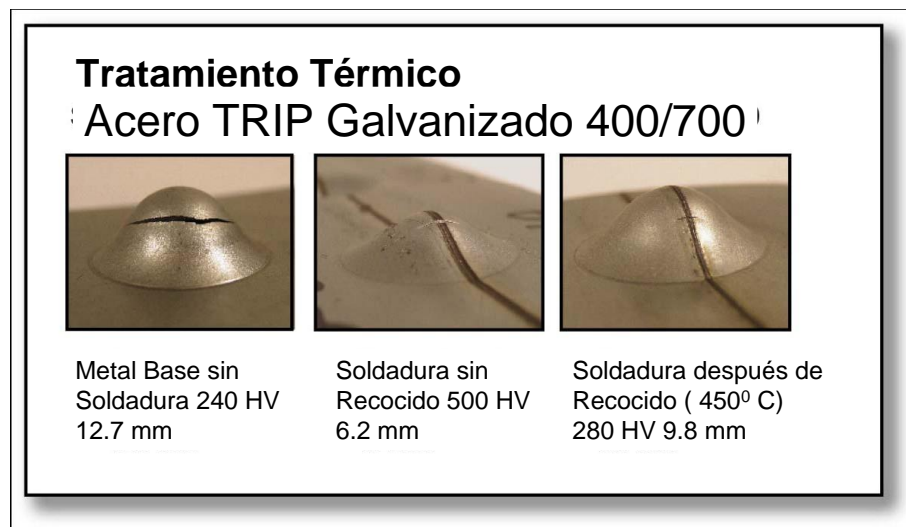 Tratamiento Térmico
Acero TRIP Galvanizado 400/700
Metal Base sin
Soldadura 240 HV
12.7 mm
Soldadura sin
Recocido 500 HV
6.2 mm
Soldadura después de
Recocido ( 450⁰ C)
280 HV 9.8 mm